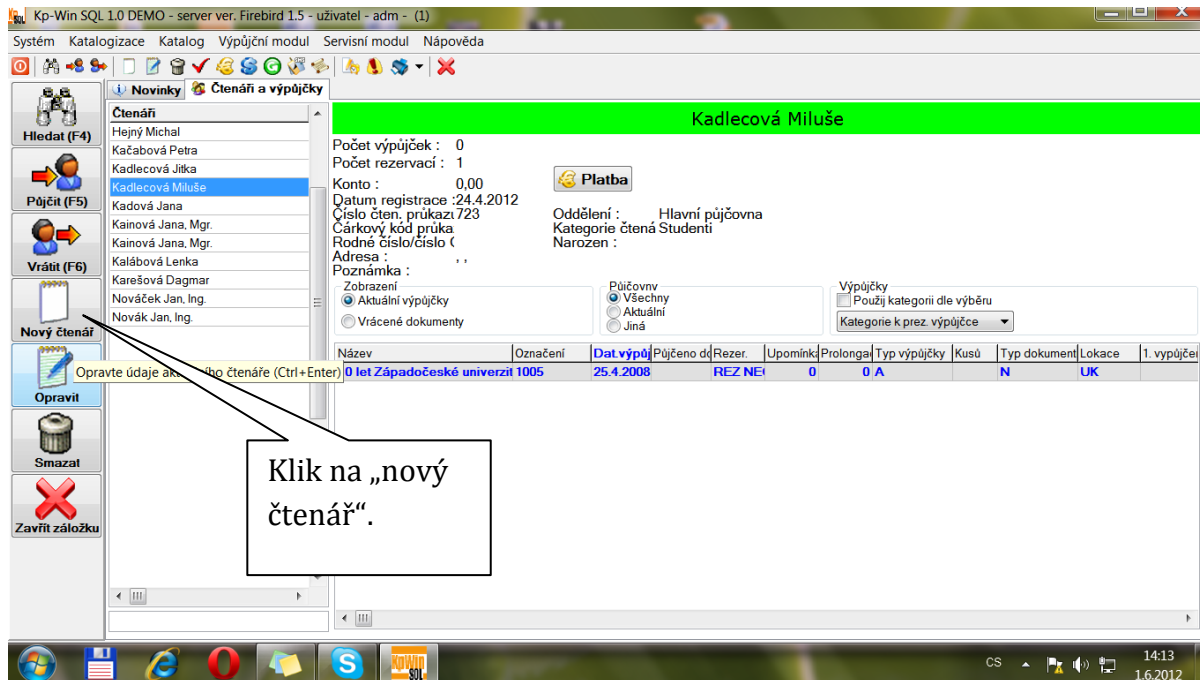 Kp-Win SQL 1.0 DEMO - server ver. Firebird 1.5 - uživatel - adm - (1)
Systém Katalogizace Katalog Výpůjční modul Servisní modul Nápověda
Novinky Čtenáři a výpůjčky
Hledat (F4)
Půjčit (F5)
Vrátit (F6)
Nový čtenář
Opravte údaje ak ího čtenáře (Ctrl+Enter)
Opravit
Smazat
Zavřít záložku
Čtenáři
Hejný Michal
Kačabová Petra
Kadlecová Jitka
Kadlecová Miluše
Kadová Jana
Kainová Jana, Mgr.
Kainová Jana, Mgr.
Kalábová Lenka
Karešová Dagmar
Nováček Jan, Ing.
Novák Jan, Ing.
Kadlecová Miluše
Počet výpůjček : 0
Počet rezervací : 1
Konto : 0,00 Platba
Datum registrace :24.4.2012
Číslo čten. průkazı 723 Oddělení : Hlavní půjčovna
Čárkový kód průka Kategorie čtená Studenti
Rodné číslo/číslo ( Narozen :
Adresa : , ,
Poznámka :
Zobrazení Půjčovny Výpůjčky
Aktuální výpůjčky Všechny Použij kategorii dle výběru
Aktuální
Vrácené dokumenty Jiná Kategorie k prez. výpůjčce
Název Označení Dat.výpůj Půjčeno do Rezer. Upomínka Prolongac Typ výpůjčky Kusů Typ dokument Lokace 1. vypůjčen
0 let Západočeské univerzit 1005 25.4.2008 REZ NE 0 0 A N UK
Klik na „nový
čtenář“.
KpWin
SQL
CS 14:13
1.6.2012